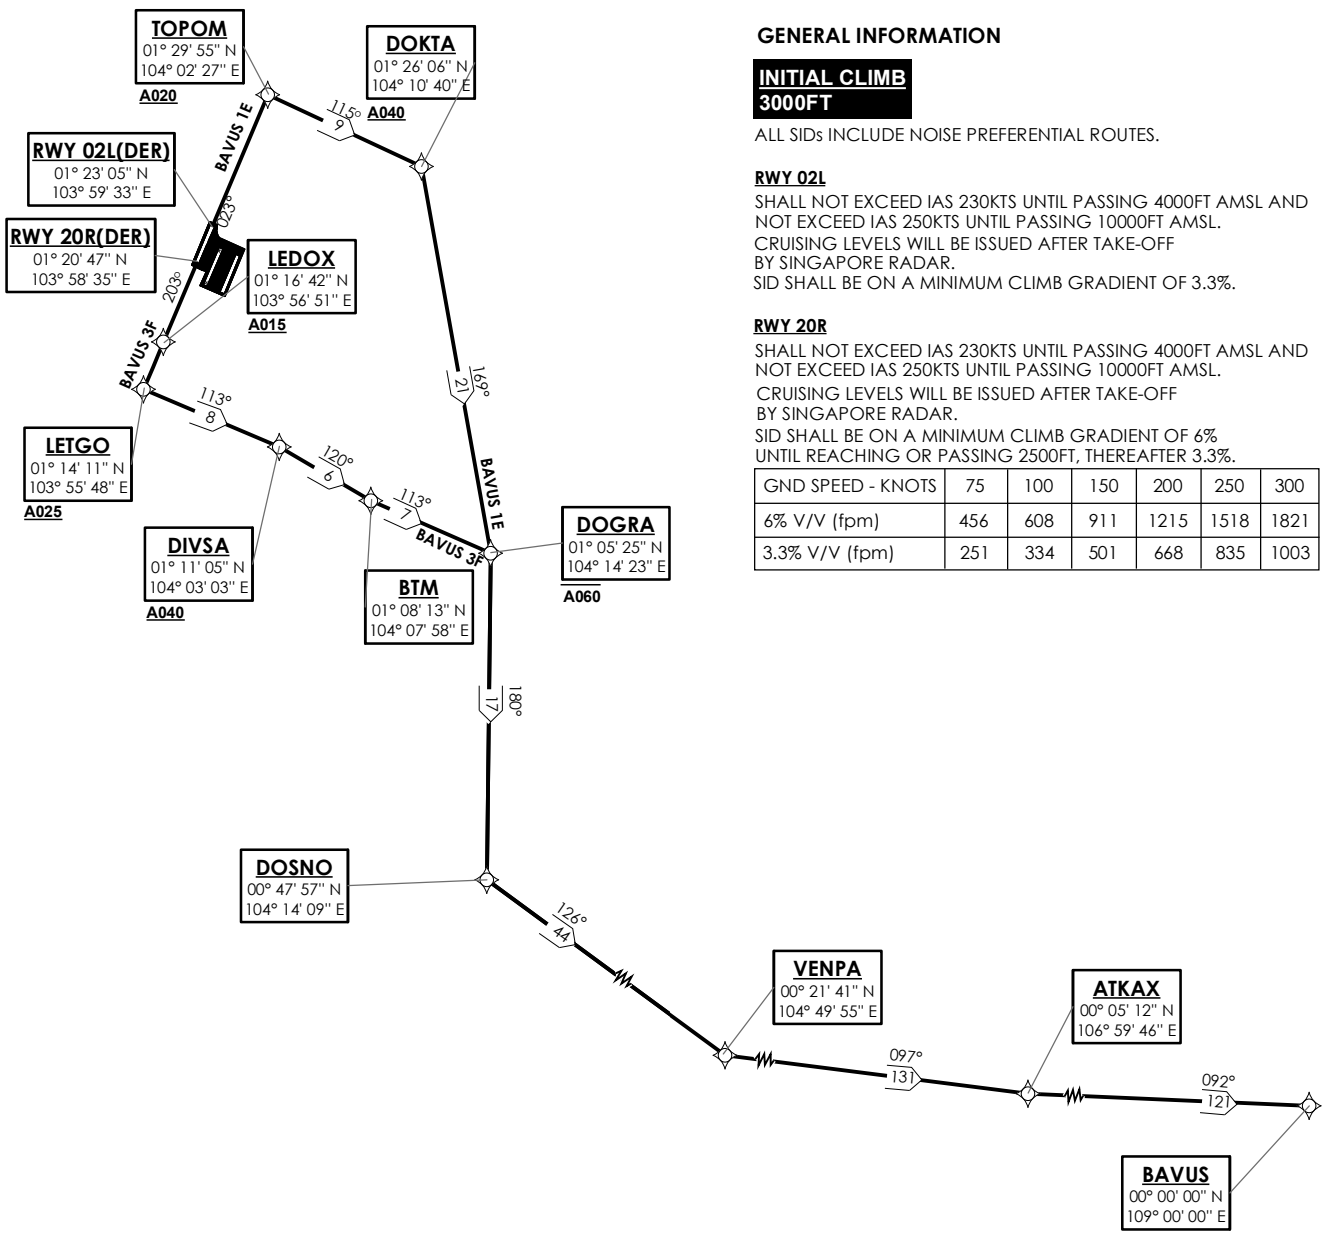 TOPOM
01° 29' 55" N
104° 02' 27" E
A020
DOKTA
01° 26' 06" N
104° 10' 40" E
A040
115°
9
BAVUS 1E
RWY 02L(DER)
01° 23' 05" N
103° 59' 33" E
023°
RWY 20R(DER)
01° 20' 47" N
103° 58' 35" E
203°
LEDOX
01° 16' 42" N
103° 56' 51" E
A015
BAVUS 3F
LETGO
01° 14' 11" N
103° 55' 48" E
A025
113°
8
120°
6
113°
7
BAVUS 3F
169°
21
BAVUS 1E
DIVSA
01° 11' 05" N
104° 03' 03" E
A040
BTM
01° 08' 13" N
104° 07' 58" E
DOGRA
01° 05' 25" N
104° 14' 23" E
A060
180°
17
DOSNO
00° 47' 57" N
104° 14' 09" E
126°
44
VENPA
00° 21' 41" N
104° 49' 55" E
097°
131
ATKAX
00° 05' 12" N
106° 59' 46" E
092°
121
BAVUS
00° 00' 00" N
109° 00' 00" E
GENERAL INFORMATION
INITIAL CLIMB
3000FT
ALL SIDs INCLUDE NOISE PREFERENTIAL ROUTES.
RWY 02L
SHALL NOT EXCEED IAS 230KTS UNTIL PASSING 4000FT AMSL AND
NOT EXCEED IAS 250KTS UNTIL PASSING 10000FT AMSL.
CRUISING LEVELS WILL BE ISSUED AFTER TAKE-OFF
BY SINGAPORE RADAR.
SID SHALL BE ON A MINIMUM CLIMB GRADIENT OF 3.3%.
RWY 20R
SHALL NOT EXCEED IAS 230KTS UNTIL PASSING 4000FT AMSL AND
NOT EXCEED IAS 250KTS UNTIL PASSING 10000FT AMSL.
CRUISING LEVELS WILL BE ISSUED AFTER TAKE-OFF
BY SINGAPORE RADAR.
SID SHALL BE ON A MINIMUM CLIMB GRADIENT OF 6%
UNTIL REACHING OR PASSING 2500FT, THEREAFTER 3.3%.
GND SPEED - KNOTS 75 100 150 200 250 300
6% V/V (fpm) 456 608 911 1215 1518 1821
3.3% V/V (fpm) 251 334 501 668 835 1003